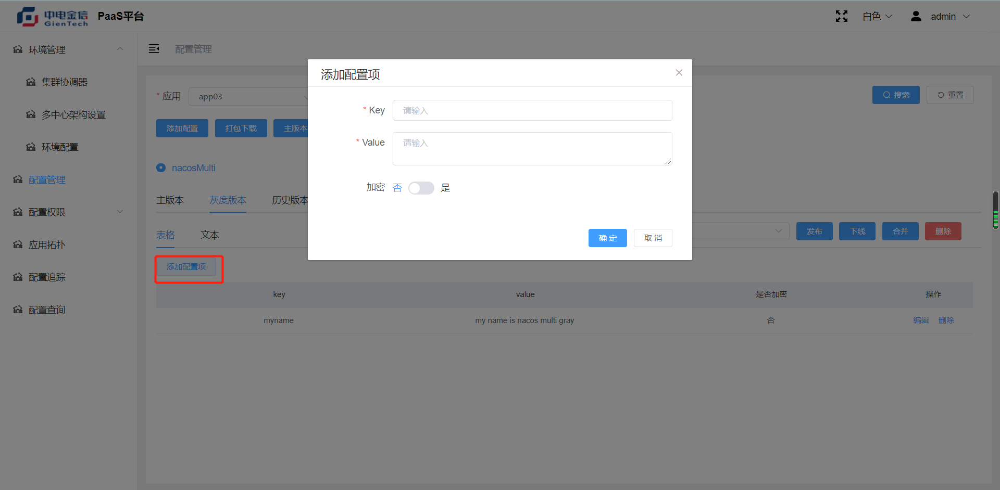 中电金信
GienTech
PaaS平台
白色
admin
环境管理
集群协调器
多中心架构设置
环境配置
配置管理
配置权限
应用拓扑
配置追踪
配置查询
配置管理
* 应用 app03
搜索 重置
添加配置 打包下载 主版本
nacosMulti
主版本 灰度版本 历史版本
表格 文本
发布 下线 合并 删除
添加配置项
key value 是否加密 操作
myname my name is nacos multi gray 否 编辑 删除
添加配置项
* Key 请输入
* Value 请输入
加密 否 是
确 定 取 消